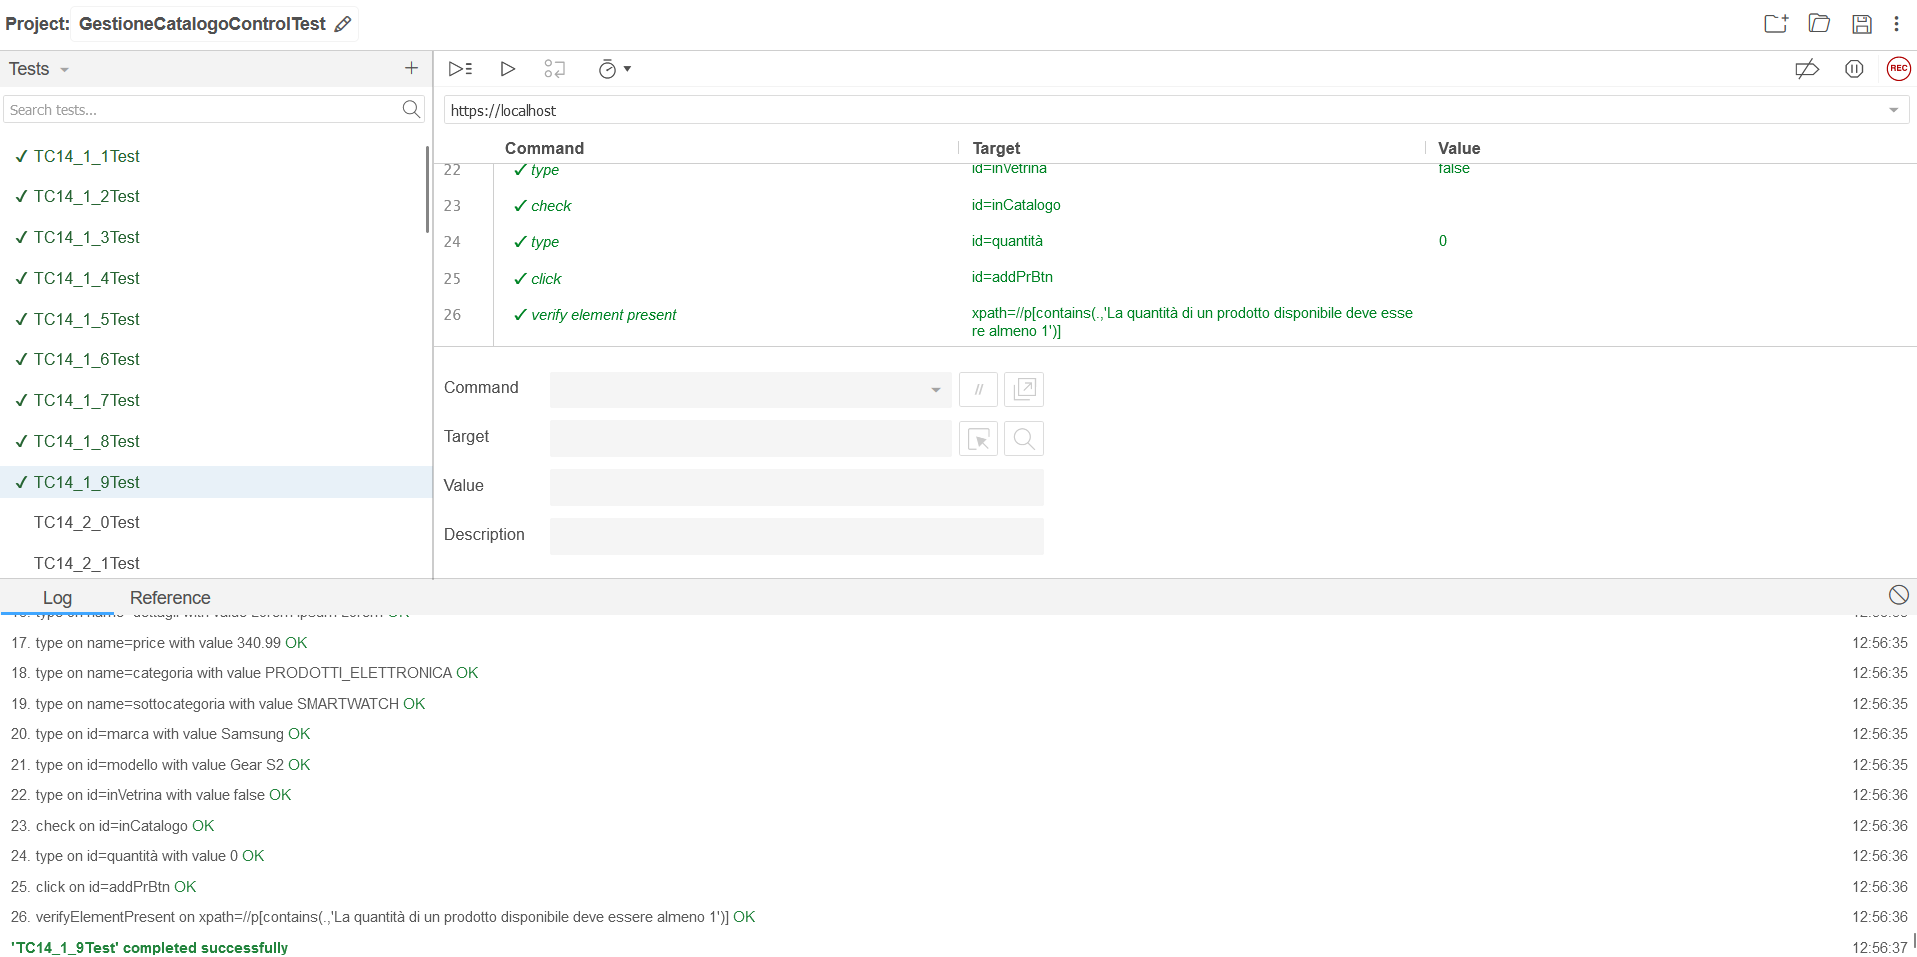 Project: GestioneCatalogoControlTest
Tests
Search tests...
✓ TC14_1_1Test
✓ TC14_1_2Test
✓ TC14_1_3Test
✓ TC14_1_4Test
✓ TC14_1_5Test
✓ TC14_1_6Test
✓ TC14_1_7Test
✓ TC14_1_8Test
✓ TC14_1_9Test
TC14_2_0Test
TC14_2_1Test
REC
https://localhost
Command Target Value
22 ✓ type id=inVetrina false
23 ✓ check id=inCatalogo
24 ✓ type id=quantità 0
25 ✓ click id=addPrBtn
26 ✓ verify element present xpath=//p[contains(.,'La quantità di un prodotto disponibile deve esse
re almeno 1')]
Command //
Target
Value
Description
Log Reference
17. type on name=price with value 340.99 OK 12:56:35
18. type on name=categoria with value PRODOTTI_ELETTRONICA OK 12:56:35
19. type on name=sottocategoria with value SMARTWATCH OK 12:56:35
20. type on id=marca with value Samsung OK 12:56:35
21. type on id=modello with value Gear S2 OK 12:56:35
22. type on id=inVetrina with value false OK 12:56:36
23. check on id=inCatalogo OK 12:56:36
24. type on id=quantità with value 0 OK 12:56:36
25. click on id=addPrBtn OK 12:56:36
26. verifyElementPresent on xpath=//p[contains(.,'La quantità di un prodotto disponibile deve essere almeno 1')] OK 12:56:36
'TC14_1_9Test' completed successfully 12:56:37